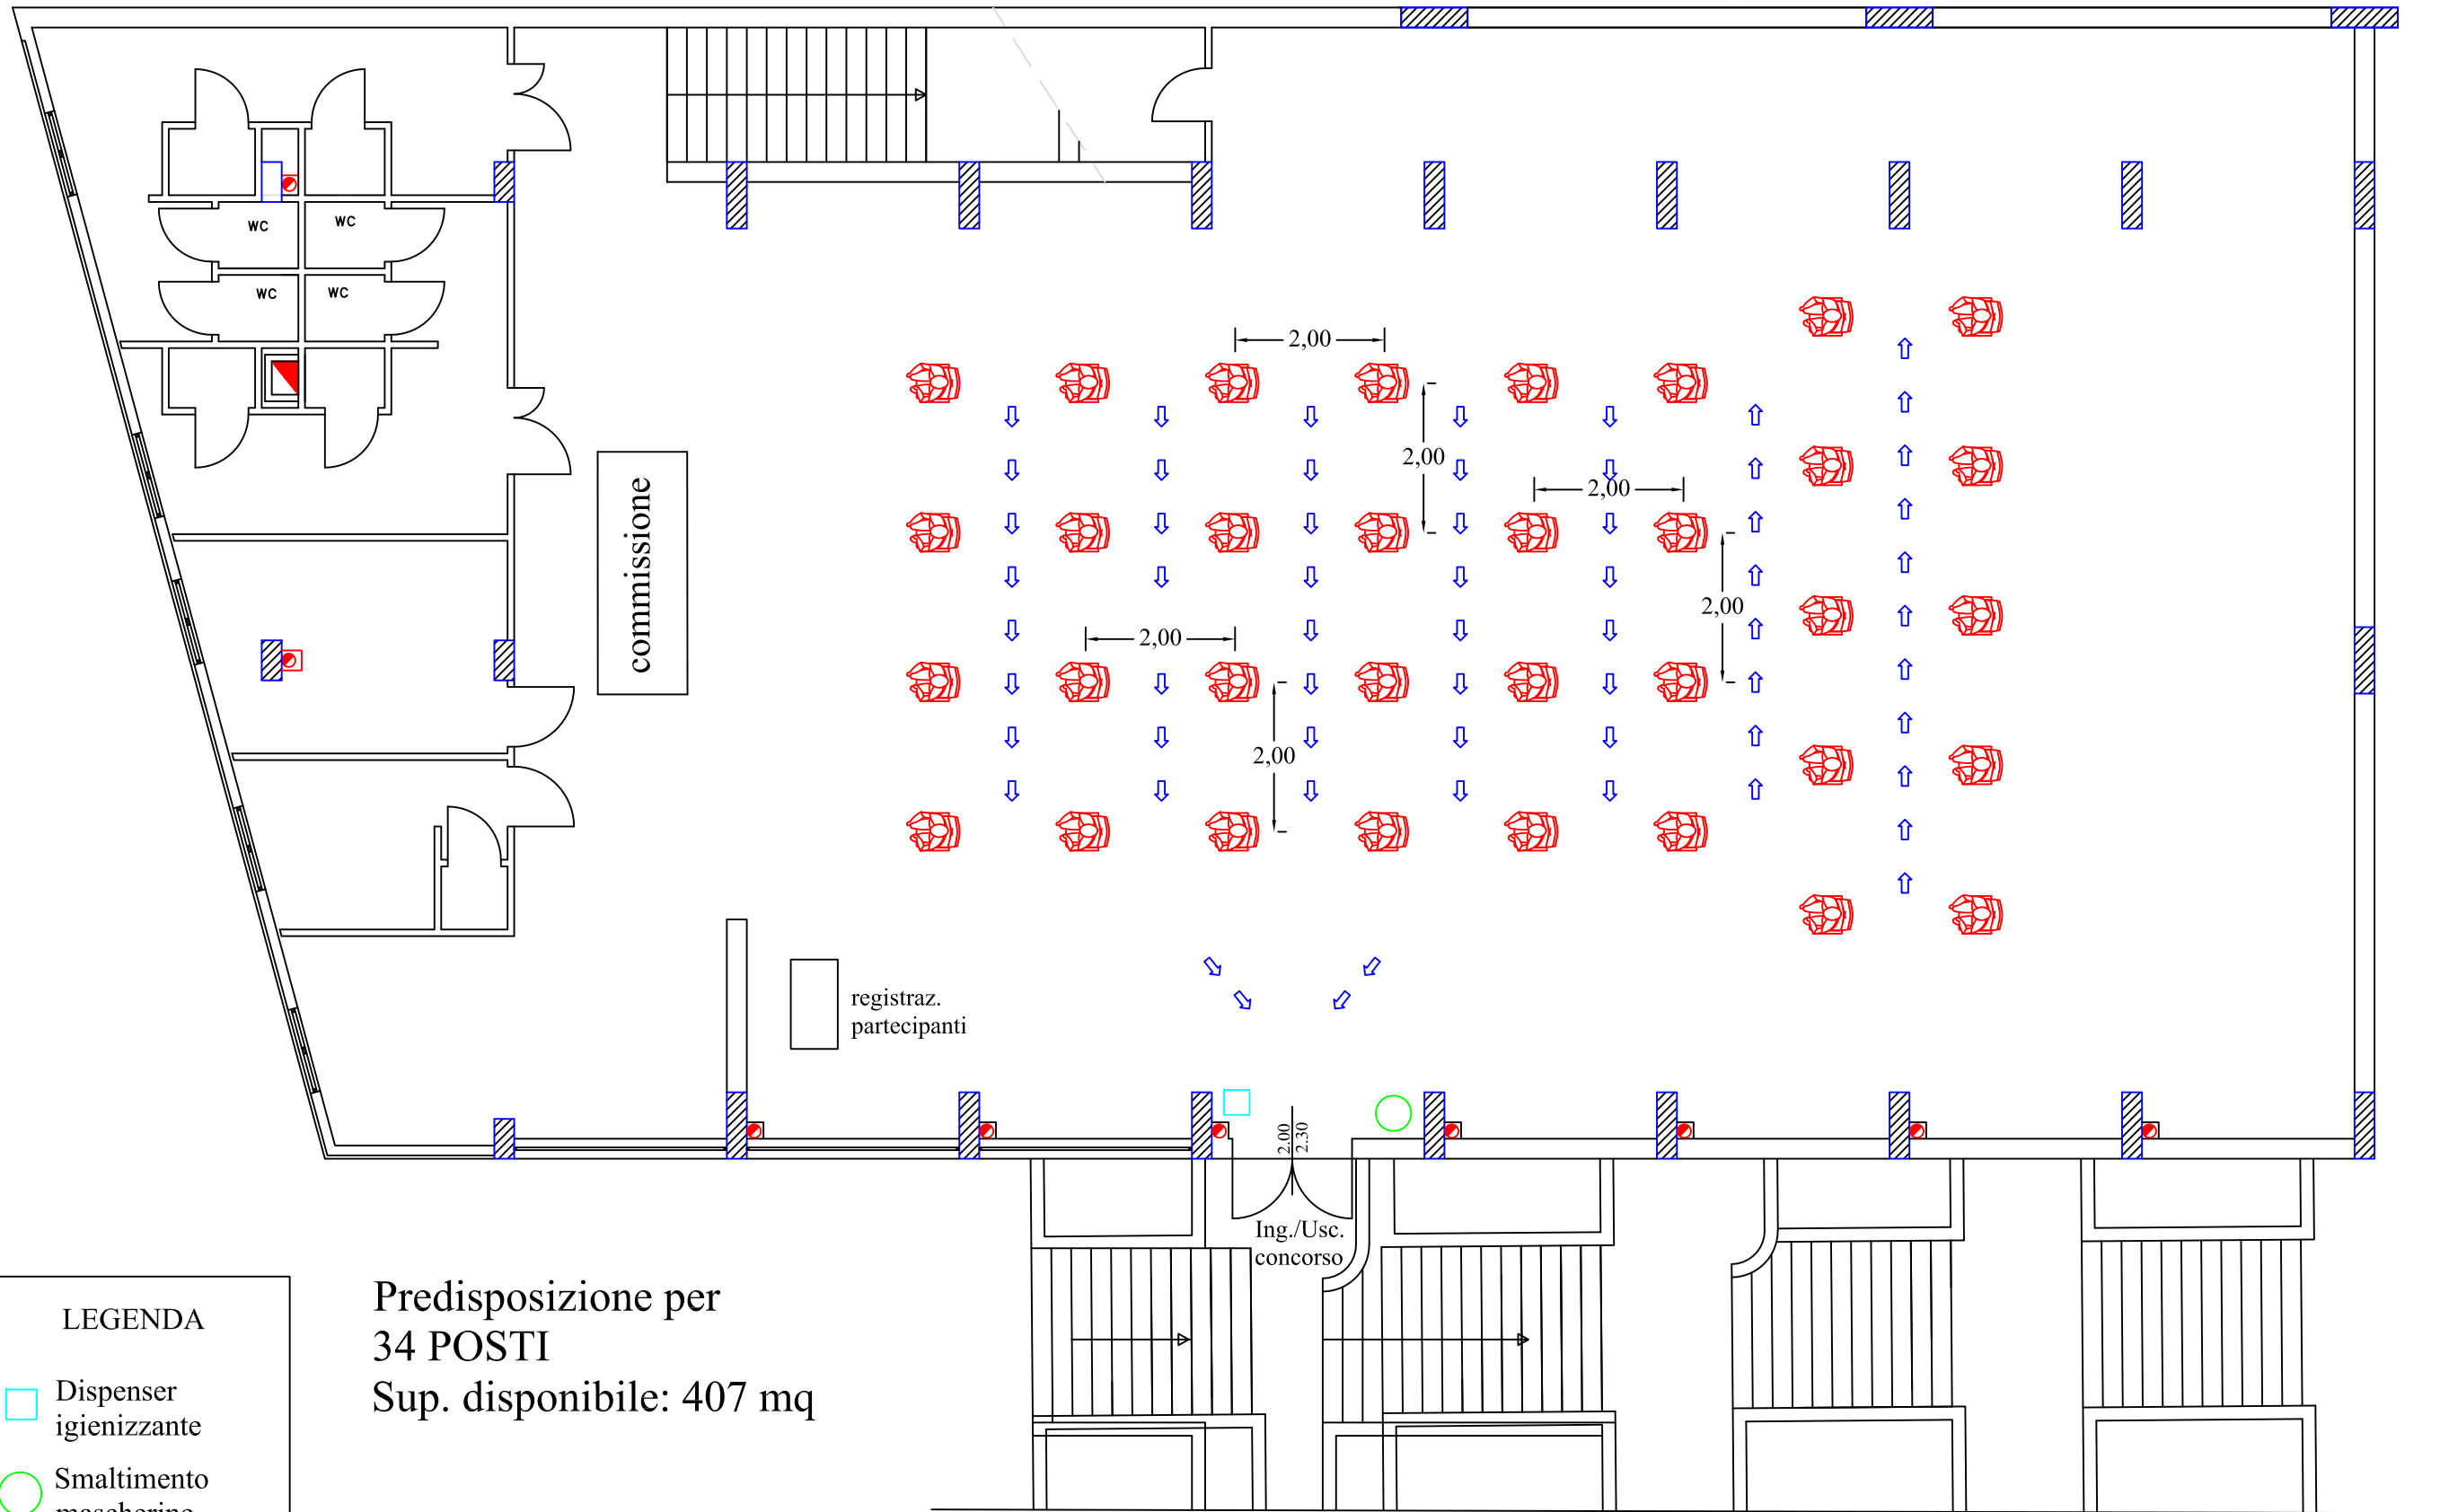 WC
WC
WC
WC
2,00
2,00
2,00
commissione
2,00
2,00
2,00
registraz.
partecipanti
2.00
2.30
Ing./Usc.
concorso
LEGENDA
Dispenser
igienizzante
Smaltimento
mascherine
Predisposizione per
34 POSTI
Sup. disponibile: 407 mq